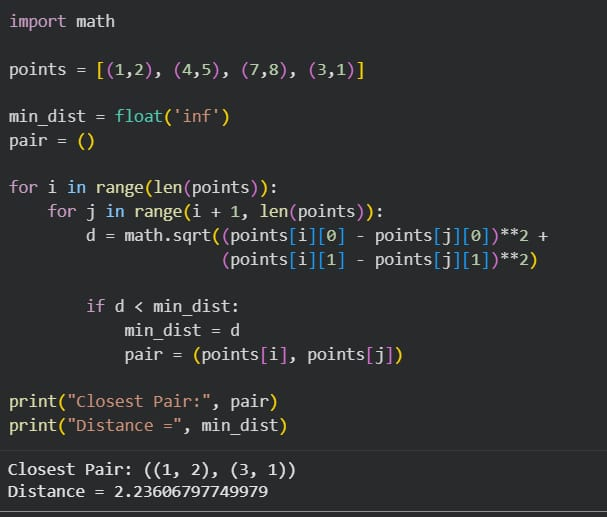 import math

points = [(1,2), (4,5), (7,8), (3,1)]

min_dist = float('inf')
pair = ()

for i in range(len(points)):
    for j in range(i + 1, len(points)):
        d = math.sqrt((points[i][0] - points[j][0])**2 +
                      (points[i][1] - points[j][1])**2)

        if d < min_dist:
            min_dist = d
            pair = (points[i], points[j])

print("Closest Pair:", pair)
print("Distance =", min_dist)
Closest Pair: ((1, 2), (3, 1))
Distance = 2.23606797749979